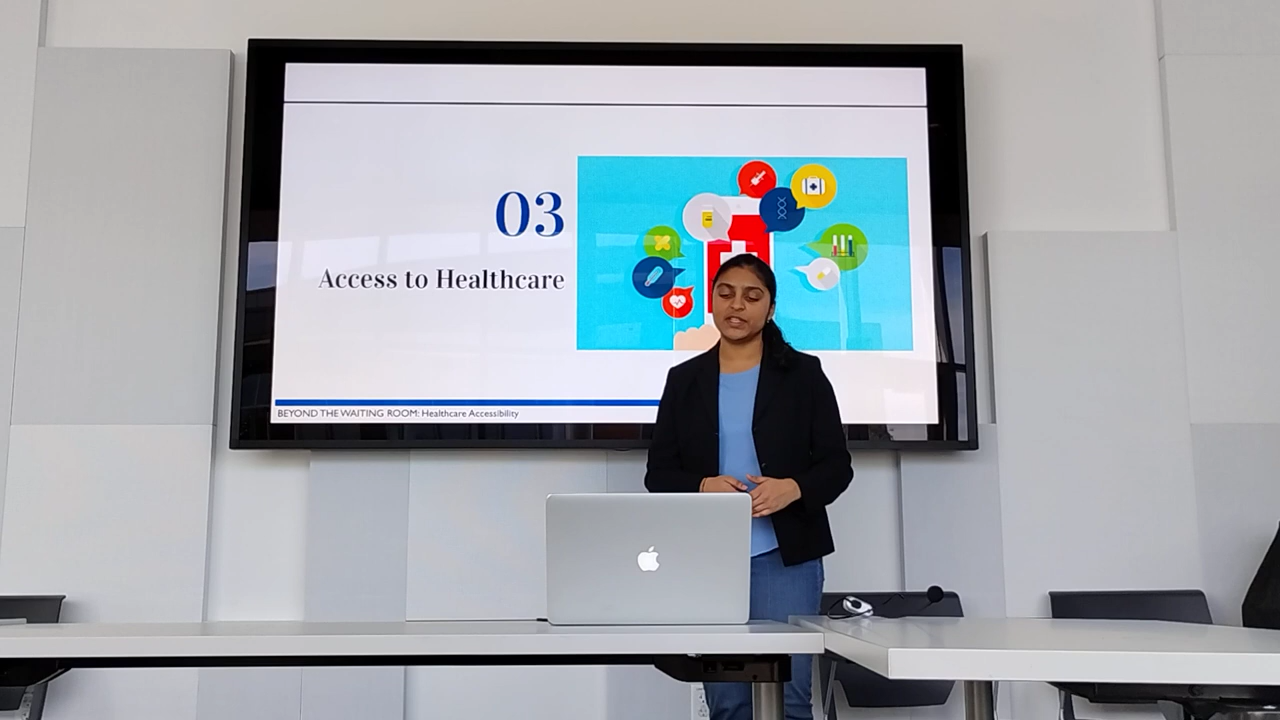 03
Access to Healthcare
BEYOND THE WAITING ROOM: Healthcare Accessibility